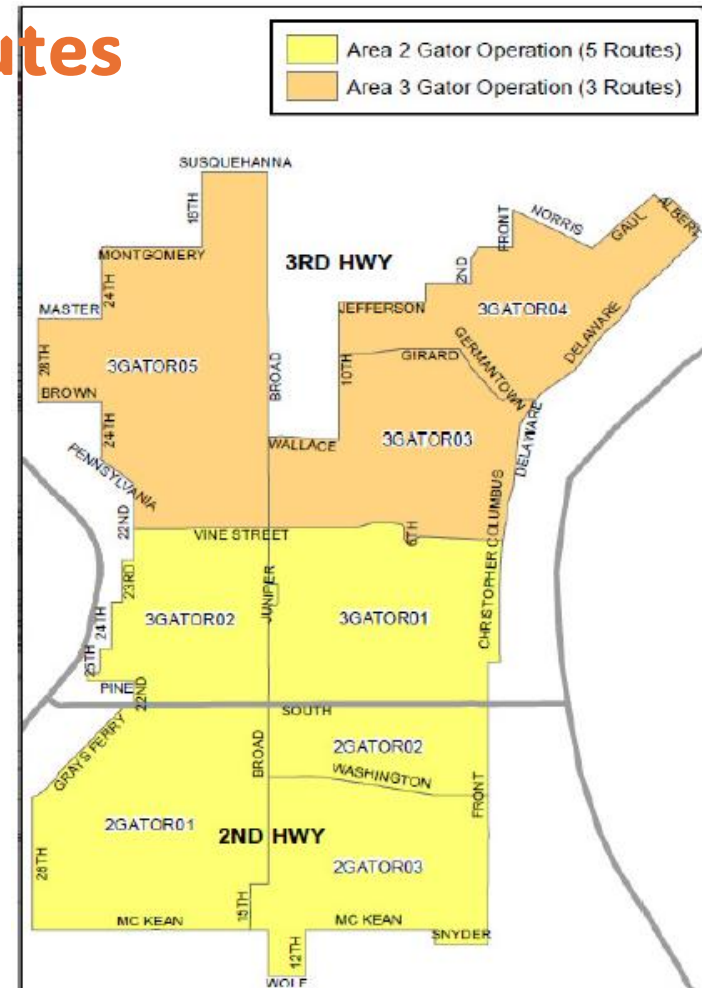 utes
Area 2 Gator Operation (5 Routes)
Area 3 Gator Operation (3 Routes)
SUSQUEHANNA
18TH
NORRIS
FRONT
GAUL
ALBERT
MONTGOMERY
3RD HWY
2ND
24TH
MASTER
JEFFERSON
3GATOR04
DELAWARE
28TH
3GATOR05
BROAD
10TH
GIRARD
GERMANTOWN
BROWN
24TH
WALLACE
3GATOR03
DELAWARE
PENNSYLVANIA
22ND
VINE STREET
6TH
CHRISTOPHER COLUMBUS
23RD
JUNIPER
24TH
3GATOR02
3GATOR01
25TH
PINE
22ND
SOUTH
GRAYS FERRY
BROAD
2GATOR02
WASHINGTON
FRONT
2GATOR01
2ND HWY
28TH
2GATOR03
15TH
MC KEAN
MC KEAN
SNYDER
12TH
WOLF